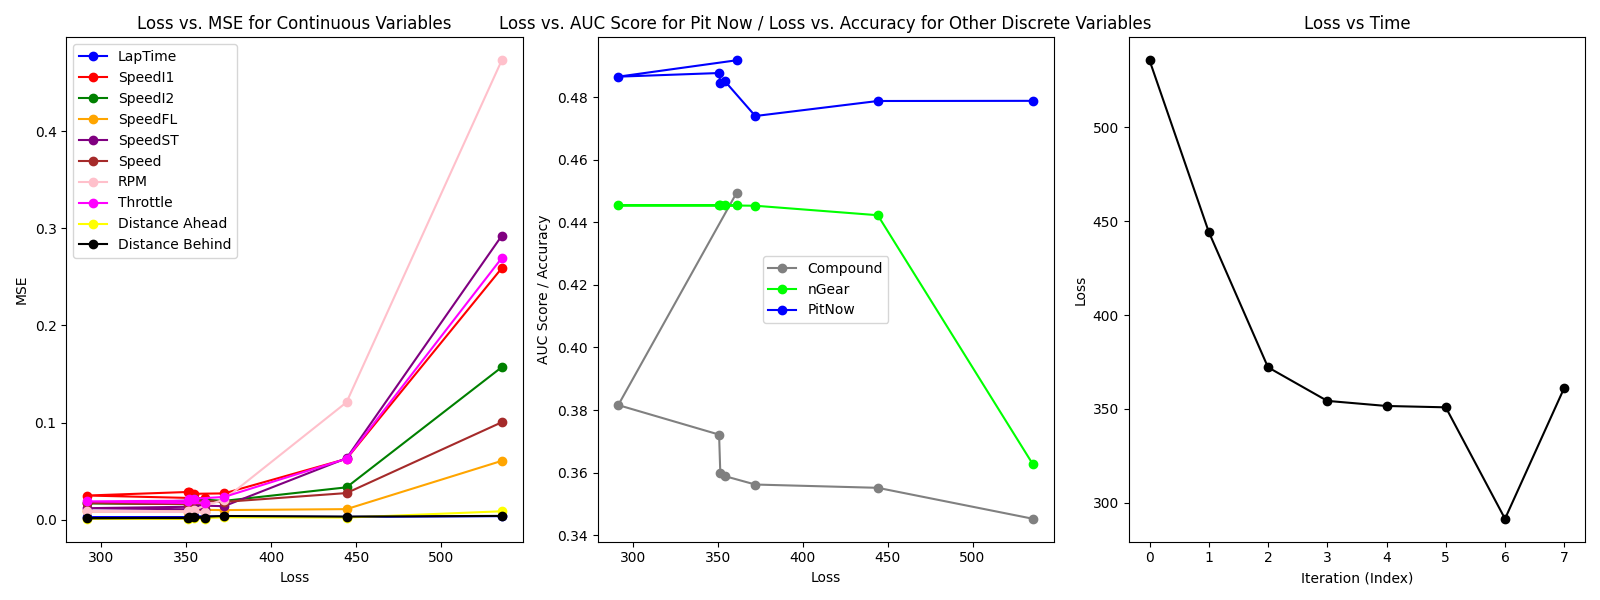 Loss vs. MSE for Continuous Variables
MSE
0.4
0.3
0.2
0.1
0.0
LapTime
SpeedI1
SpeedI2
SpeedFL
SpeedST
Speed
RPM
Throttle
Distance Ahead
Distance Behind
300 350 400 450 500
Loss
Loss vs. AUC Score for Pit Now / Loss vs. Accuracy for Other Discrete Variables
AUC Score / Accuracy
0.48
0.46
0.44
0.42
0.40
0.38
0.36
0.34
Compound
nGear
PitNow
300 350 400 450 500
Loss
Loss vs Time
Loss
500
450
400
350
300
0 1 2 3 4 5 6 7
Iteration (Index)